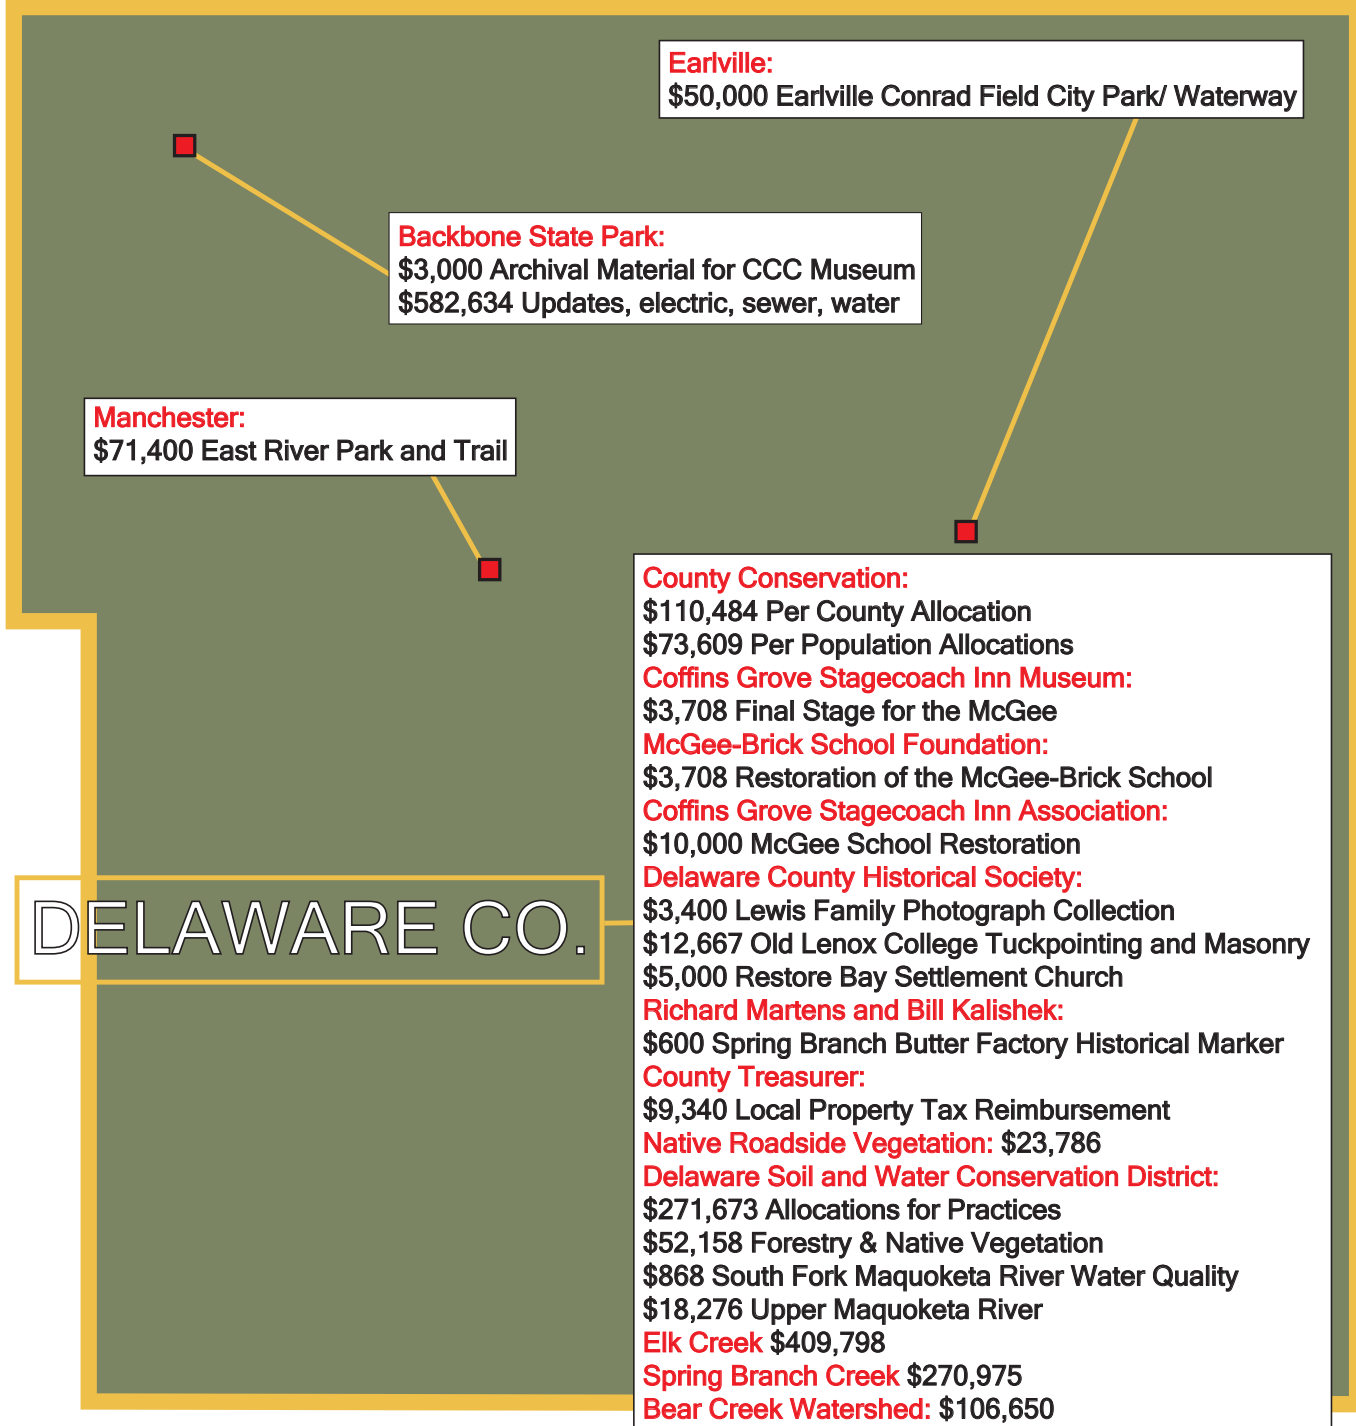 Earlville:
$50,000 Earlville Conrad Field City Park/ Waterway
Backbone State Park:
$3,000 Archival Material for CCC Museum
$582,634 Updates, electric, sewer, water
Manchester:
$71,400 East River Park and Trail
DELAWARE CO.
County Conservation:
$110,484 Per County Allocation
$73,609 Per Population Allocations
Coffins Grove Stagecoach Inn Museum:
$3,708 Final Stage for the McGee
McGee-Brick School Foundation:
$3,708 Restoration of the McGee-Brick School
Coffins Grove Stagecoach Inn Association:
$10,000 McGee School Restoration
Delaware County Historical Society:
$3,400 Lewis Family Photograph Collection
$12,667 Old Lenox College Tuckpointing and Masonry
$5,000 Restore Bay Settlement Church
Richard Martens and Bill Kalishek:
$600 Spring Branch Butter Factory Historical Marker
County Treasurer:
$9,340 Local Property Tax Reimbursement
Native Roadside Vegetation: $23,786
Delaware Soil and Water Conservation District:
$271,673 Allocations for Practices
$52,158 Forestry & Native Vegetation
$868 South Fork Maquoketa River Water Quality
$18,276 Upper Maquoketa River
Elk Creek $409,798
Spring Branch Creek $270,975
Bear Creek Watershed: $106,650